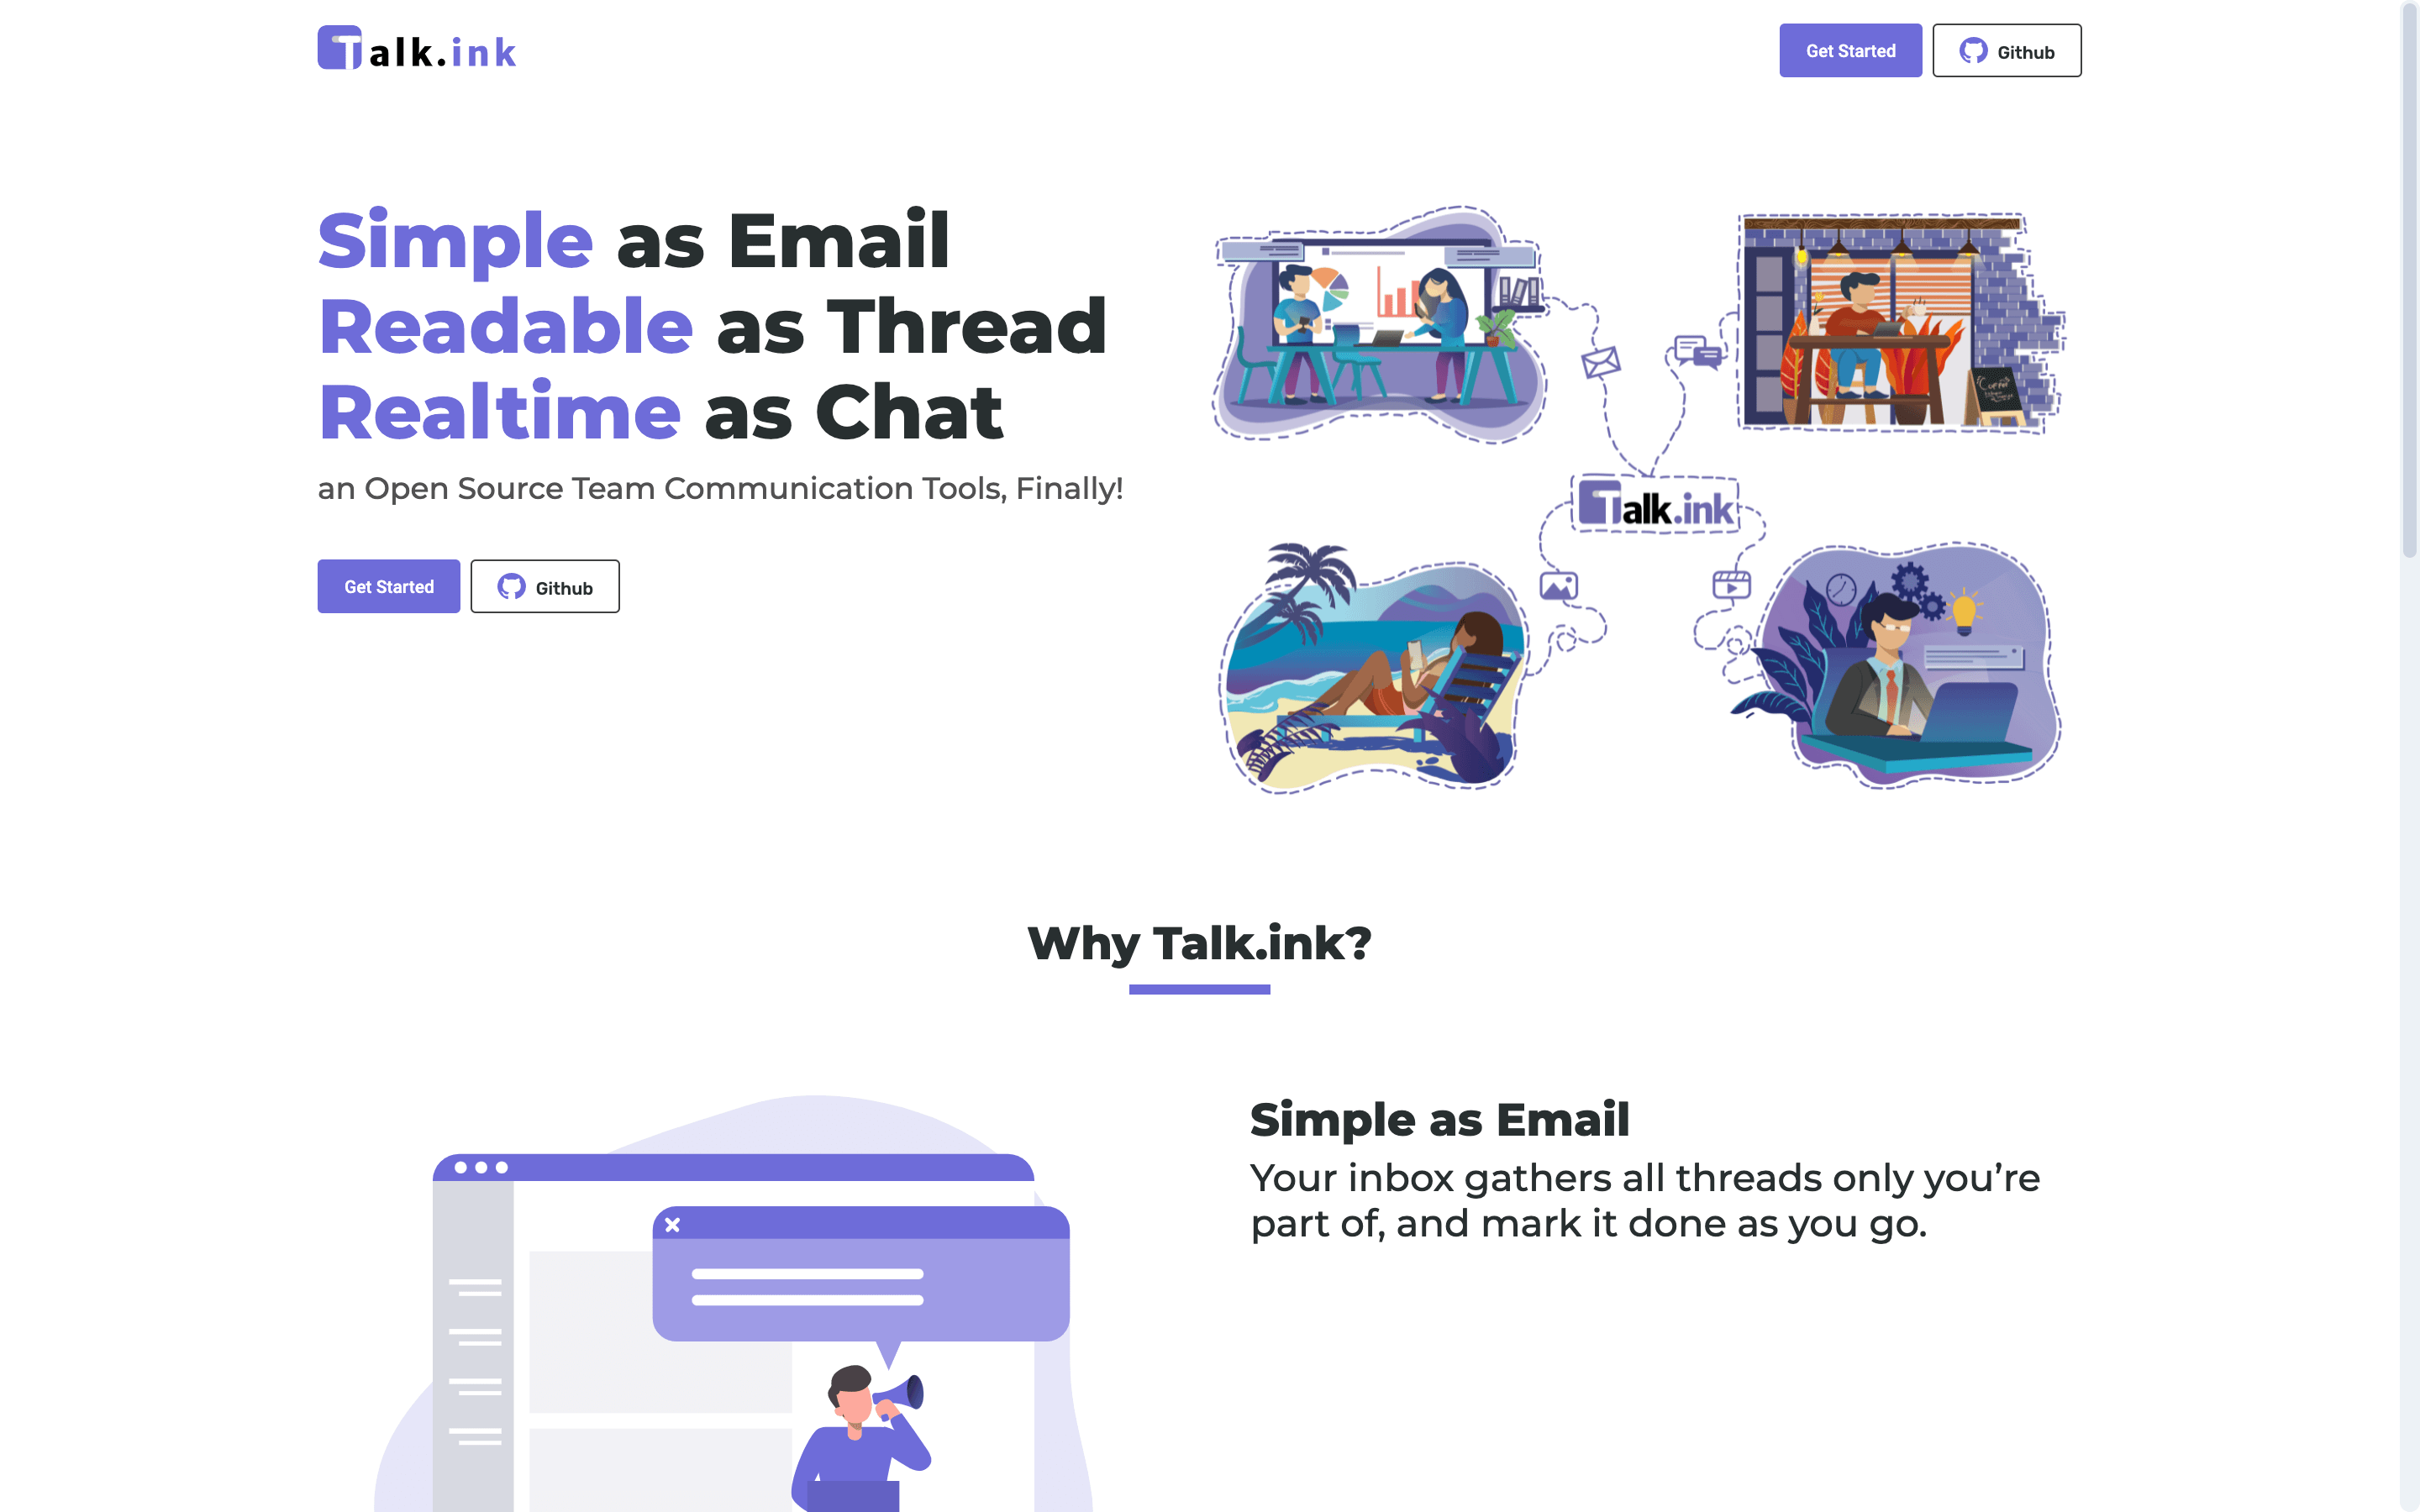 Talk.ink
Get Started
Github
Simple as Email
Readable as Thread
Realtime as Chat
an Open Source Team Communication Tools, Finally!
Get Started
Github
Coffee
Talk.ink
Why Talk.ink?
Simple as Email
Your inbox gathers all threads only you’re
part of, and mark it done as you go.